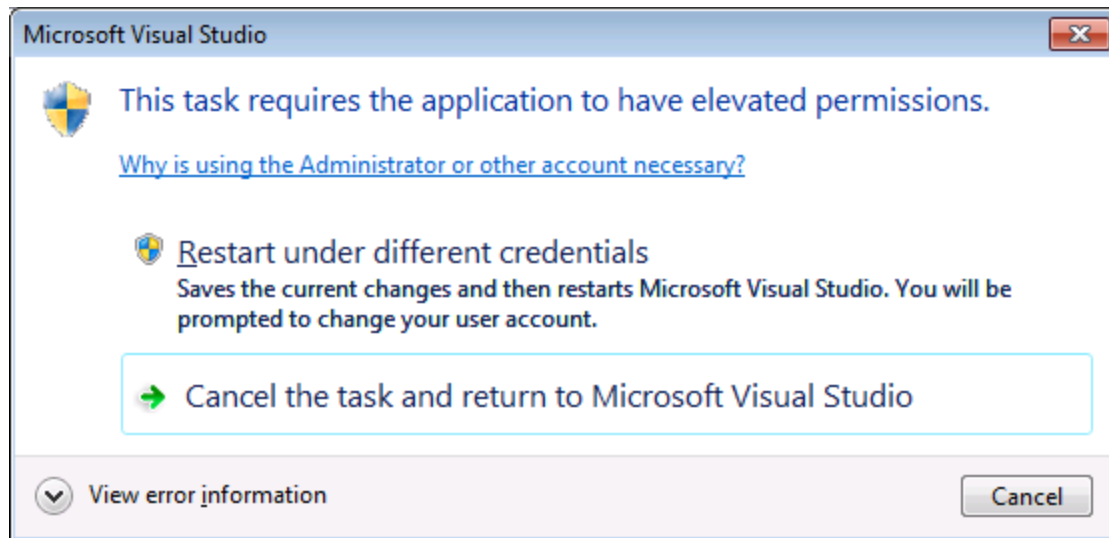 Microsoft Visual Studio
This task requires the application to have elevated permissions.
Why is using the Administrator or other account necessary?
Restart under different credentials
Saves the current changes and then restarts Microsoft Visual Studio. You will be
prompted to change your user account.
Cancel the task and return to Microsoft Visual Studio
View error information
Cancel